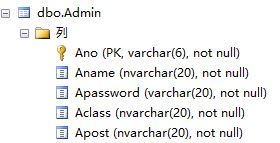 dbo.Admin
列
Ano (PK, varchar(6), not null)
Aname (nvarchar(20), not null)
Apassword (varchar(20), not null)
Aclass (nvarchar(20), not null)
Apost (nvarchar(20), not null)